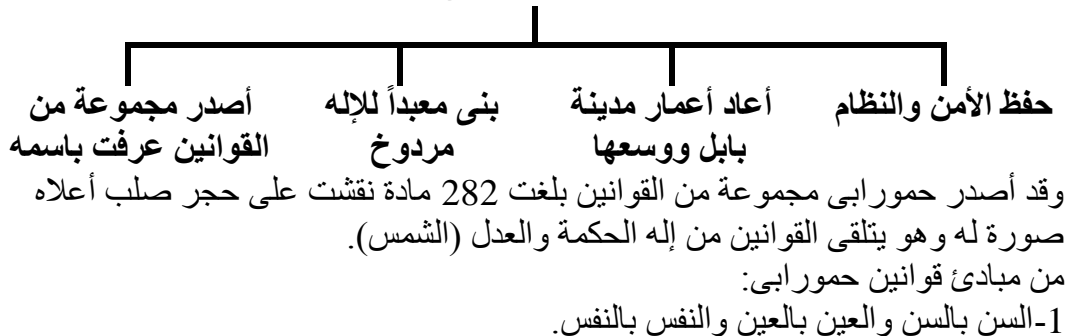 حفظ الأمن والنظام
أعاد أعمار مدينة
بنى معبداً للإله
أصدر مجموعة من
بابل ووسعها
مردوخ
القوانين عرفت باسمه
وقد أصدر حمورابى مجموعة من القوانين بلغت 282 مادة نقشت على حجر صلب أعلاه
صورة له وهو يتلقى القوانين من إله الحكمة والعدل (الشمس).
من مبادئ قوانين حمورابى:
1-السن بالسن والعين بالعين والنفس بالنفس.